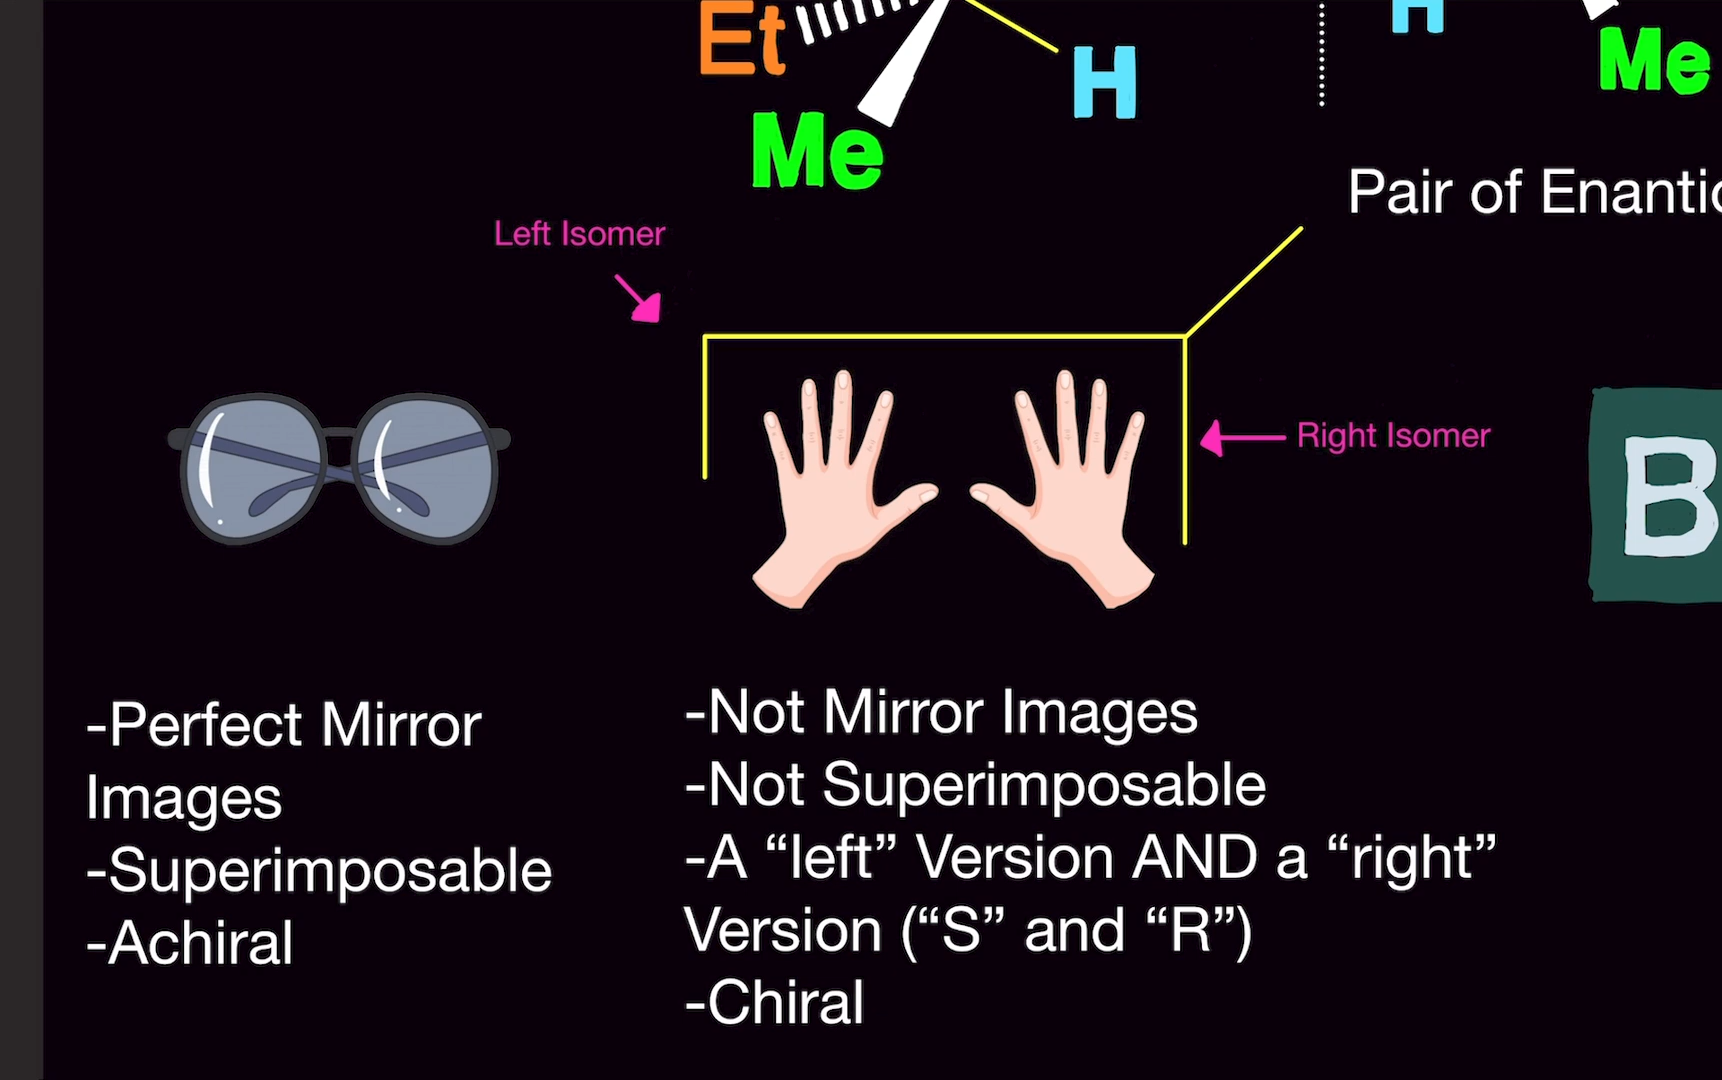 Et
H
H
Me
Me
Pair of Enantio
Left Isomer
Right Isomer
B
-Perfect Mirror
Images
-Superimposable
-Achiral
-Not Mirror Images
-Not Superimposable
-A “left” Version AND a “right”
Version (“S” and “R”)
-Chiral